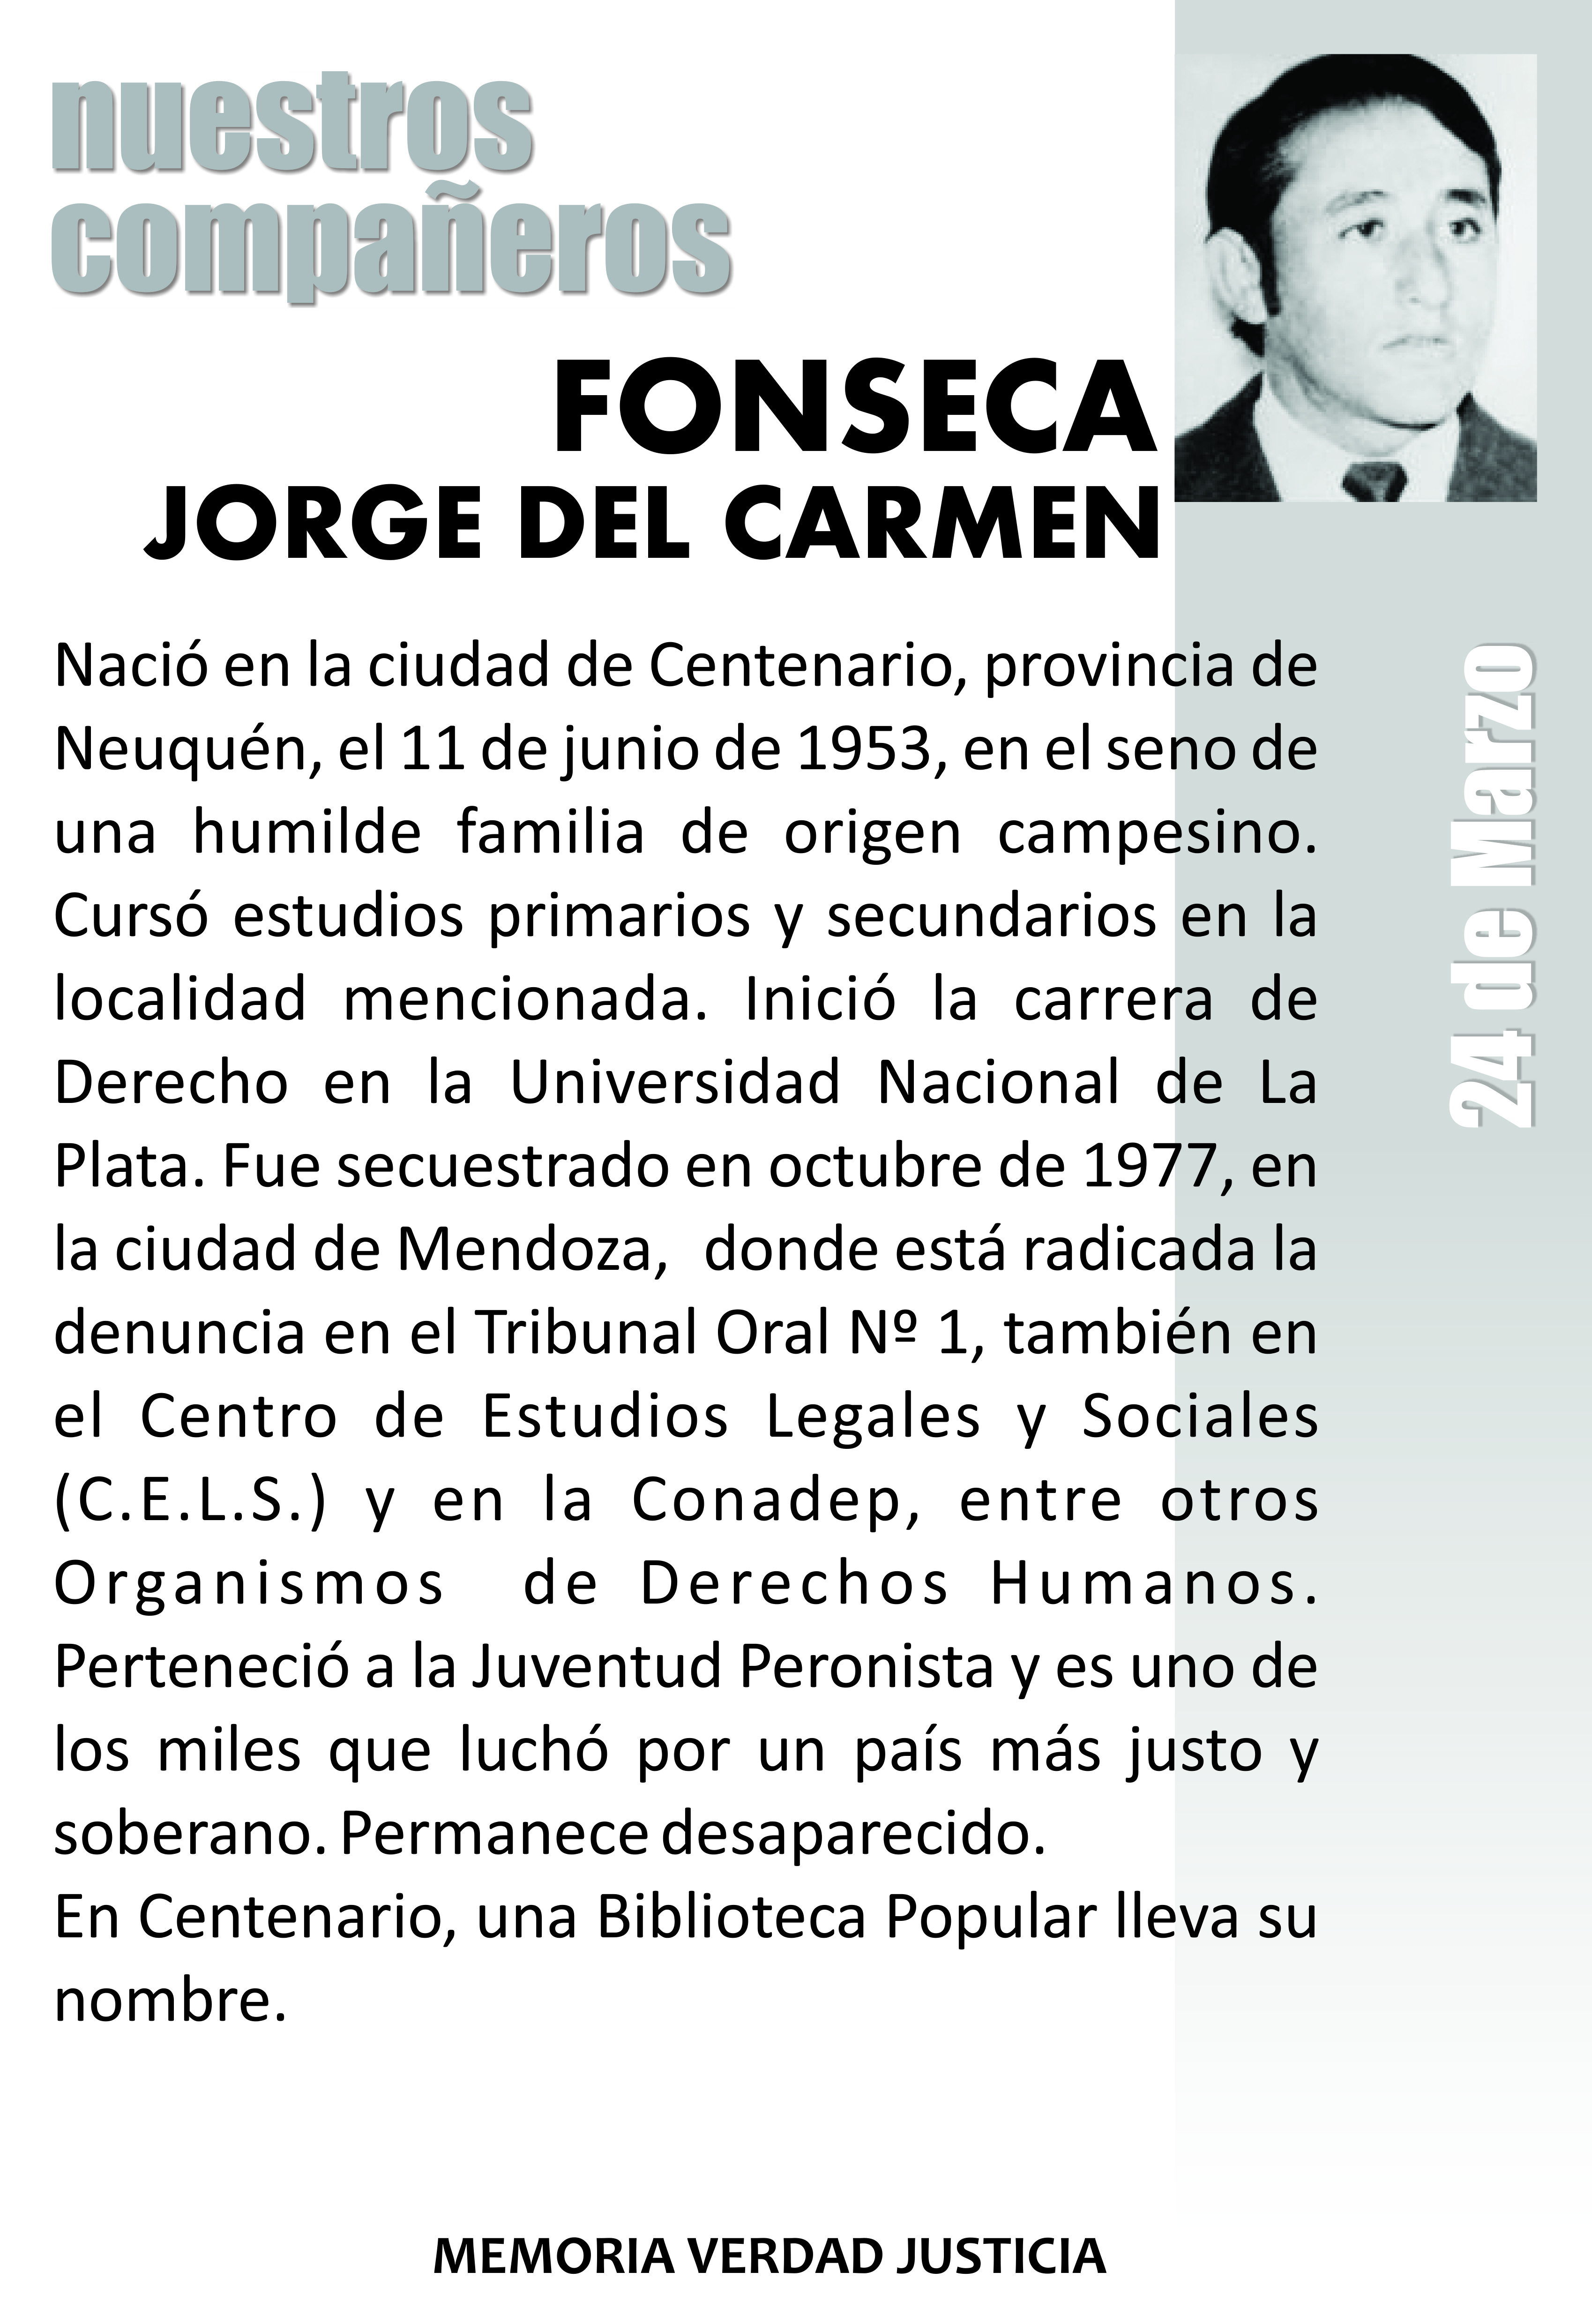 nuestros
compañeros
FONSECA
JORGE DEL CARMEN
Nació en la ciudad de Centenario, provincia de
Neuquén, el 11 de junio de 1953, en el seno de
una humilde familia de origen campesino.
Cursó estudios primarios y secundarios en la
localidad mencionada. Inició la carrera de
Derecho en la Universidad Nacional de La
Plata. Fue secuestrado en octubre de 1977, en
la ciudad de Mendoza, donde está radicada la
denuncia en el Tribunal Oral Nº 1, también en
el Centro de Estudios Legales y Sociales
(C.E.L.S.) y en la Conadep, entre otros
Organismos de Derechos Humanos.
Perteneció a la Juventud Peronista y es uno de
los miles que luchó por un país más justo y
soberano. Permanece desaparecido.
En Centenario, una Biblioteca Popular lleva su
nombre.
24 de Marzo
MEMORIA VERDAD JUSTICIA